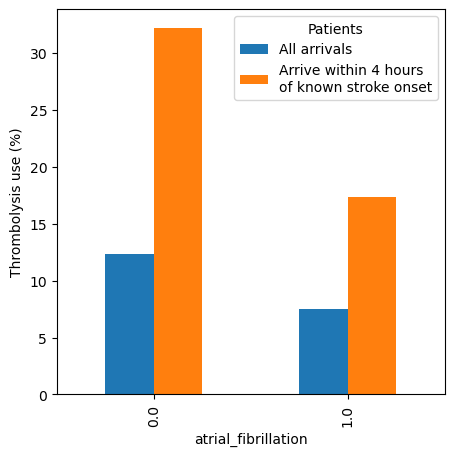 Patients
All arrivals
Arrive within 4 hours
of known stroke onset
Thrombolysis use (%)
30
25
20
15
10
5
0
0.0
1.0
atrial_fibrillation